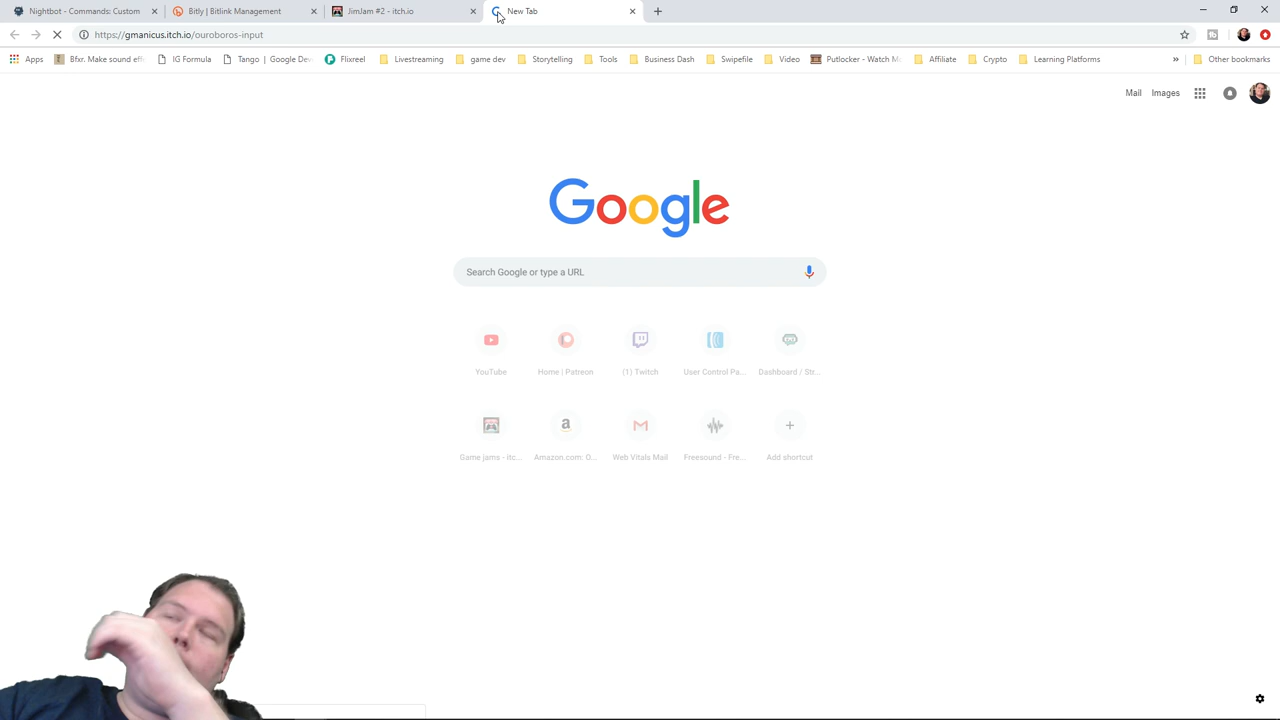 Nightbot - Commands: Custom
Bitly | Bitlink Management
JimJam #2 - itch.io
New Tab
https://gmanicus.itch.io/ouroboros-input
Apps
Bfxr. Make sound eff
IG Formula
Tango | Google Dev
Flixreel
Livestreaming
game dev
Storytelling
Tools
Business Dash
Swipefile
Video
Putlocker - Watch M
Affiliate
Crypto
Learning Platforms
»
Other bookmarks
Mail
Images
Google
Search Google or type a URL
YouTube
Home | Patreon
(1) Twitch
User Control Pa...
Dashboard / Str...
Game jams - itc...
Amazon.com: O...
Web Vitals Mail
Freesound - Fre...
Add shortcut